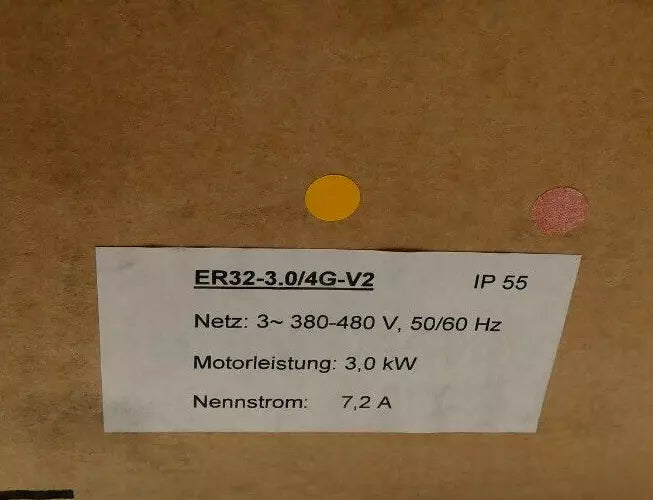 ER32-3.0/4G-V2 IP 55
Netz: 3~ 380-480 V, 50/60 Hz
Motorleistung: 3,0 kW
Nennstrom: 7,2 A